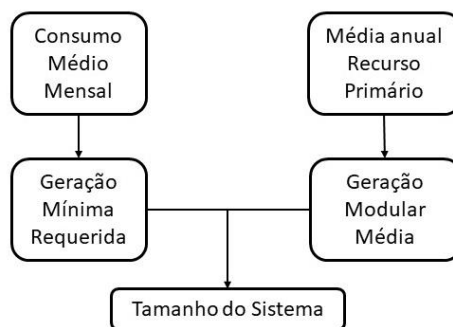 Consumo
Médio
Mensal
Média anual
Recurso
Primário
Geração
Mínima
Requerida
Geração
Modular
Média
Tamanho do Sistema